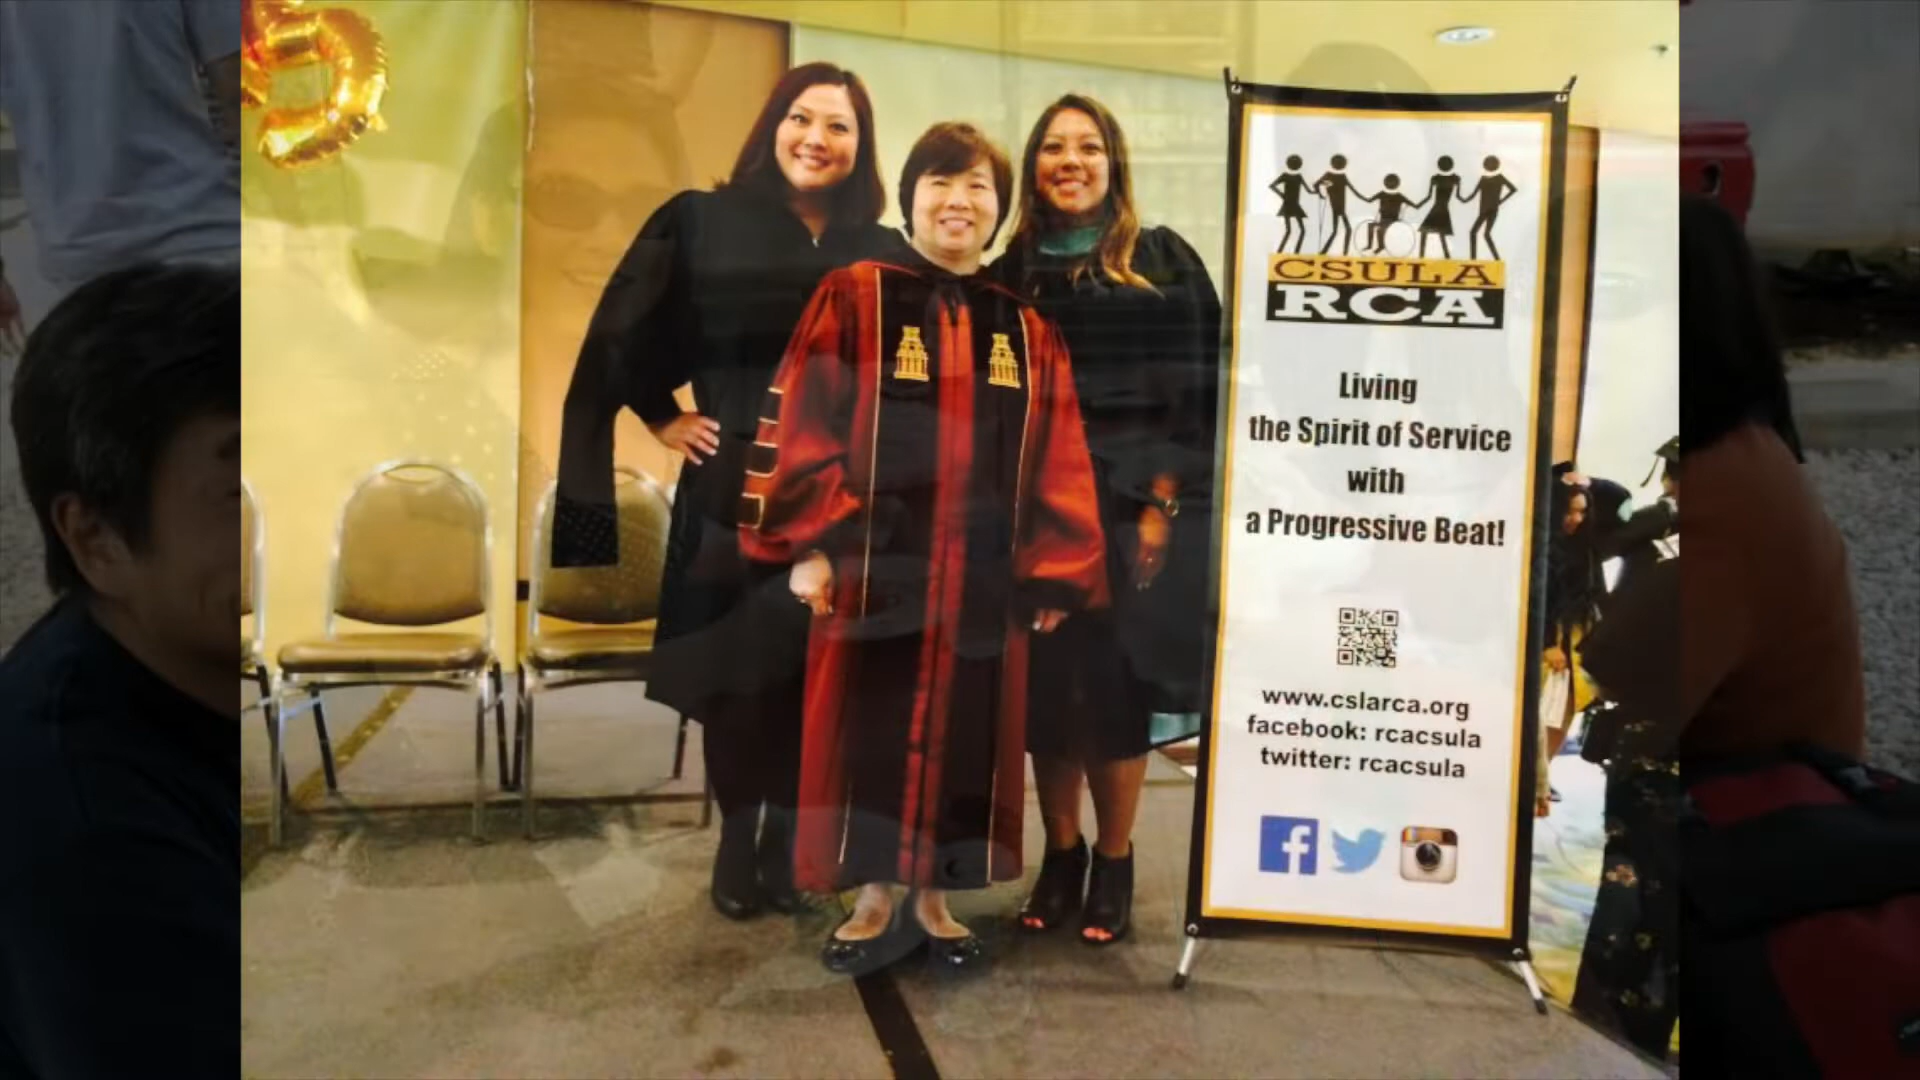 CSULA
RCA
Living
the Spirit of Service
with
a Progressive Beat!
www.cslarca.org
facebook: rcacsula
twitter: rcacsula
f